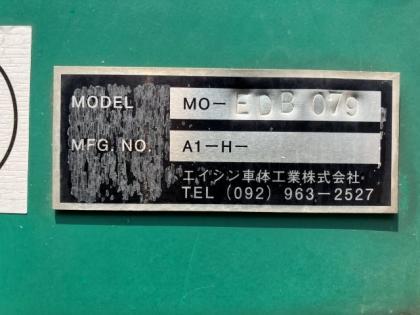 MODEL MO-EDB 079
MFG. NO. A1-H-
エイシン車体工業株式会社
TEL (092) 963-2527